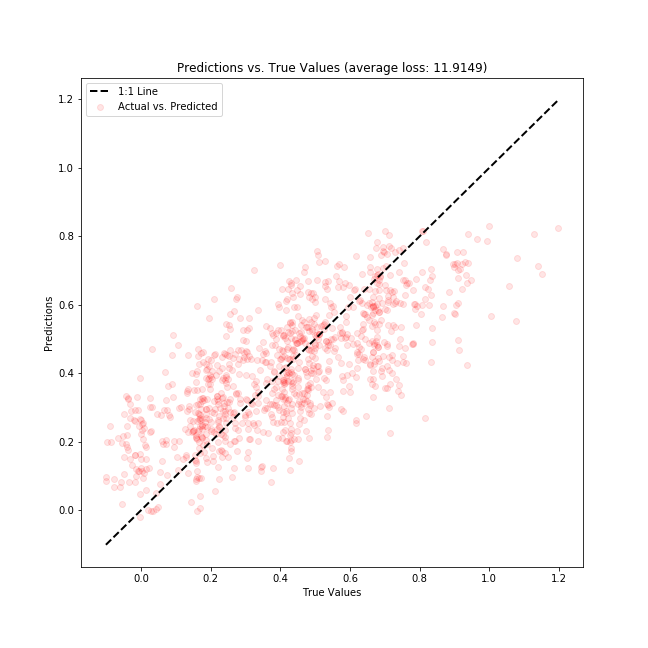 Predictions vs. True Values (average loss: 11.9149)
1:1 Line
Actual vs. Predicted
1.2
1.0
0.8
0.6
0.4
0.2
0.0
Predictions
0.0 0.2 0.4 0.6 0.8 1.0 1.2
True Values